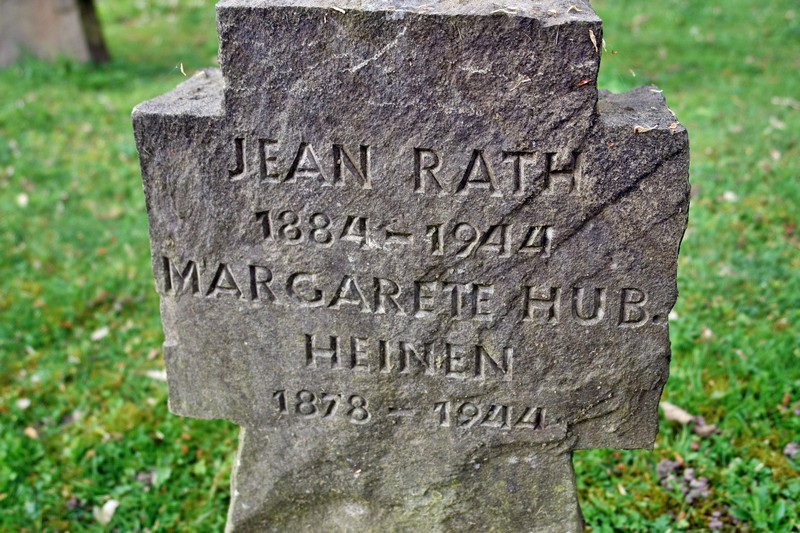 JEAN RATH
1884 - 1944
MARGARETE HUB.
HEINEN
1878 - 1944